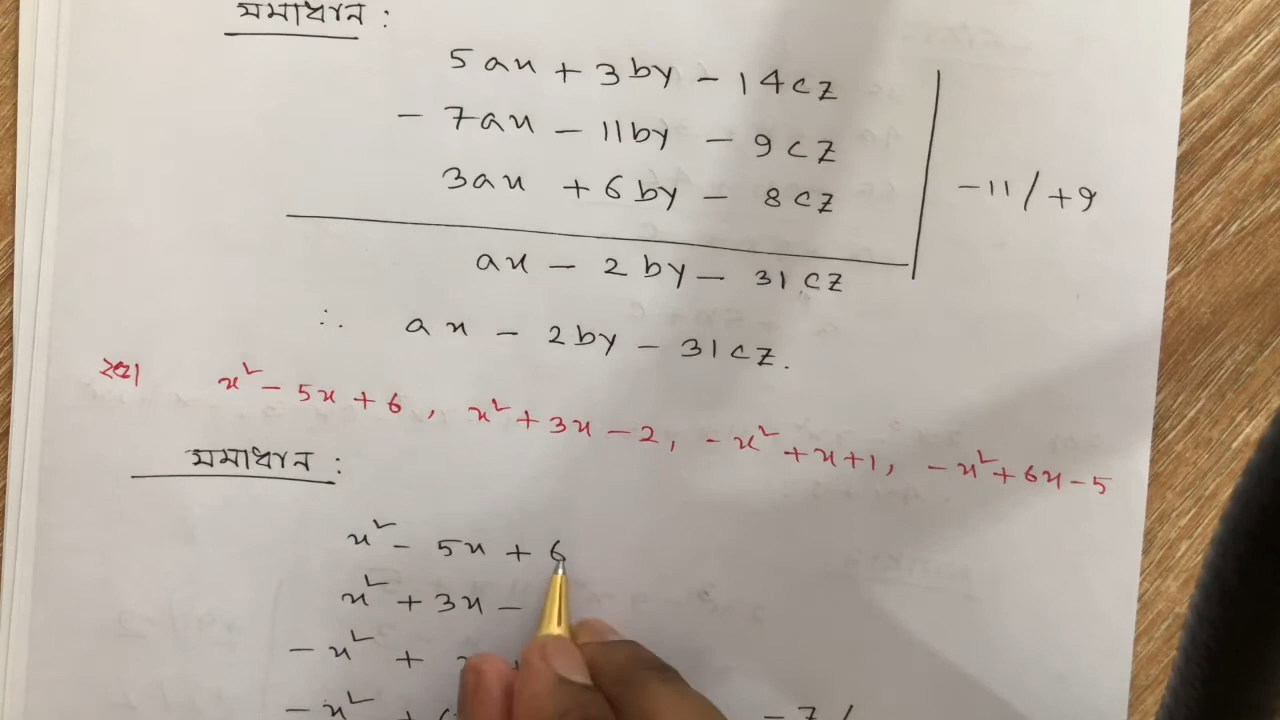 সমাধান :
5ax + 3by - 14cz
- 7ax - 11by - 9cz
3ax + 6by - 8cz
-11/+9
ax - 2by - 31cz
∴ ax - 2by - 31cz.
x² - 5x + 6, x² + 3x - 2, -x² + x + 1, -x² + 6x - 5
সমাধান :
x² - 5x + 6
x² + 3x -
- x² +
- x² +
-7/